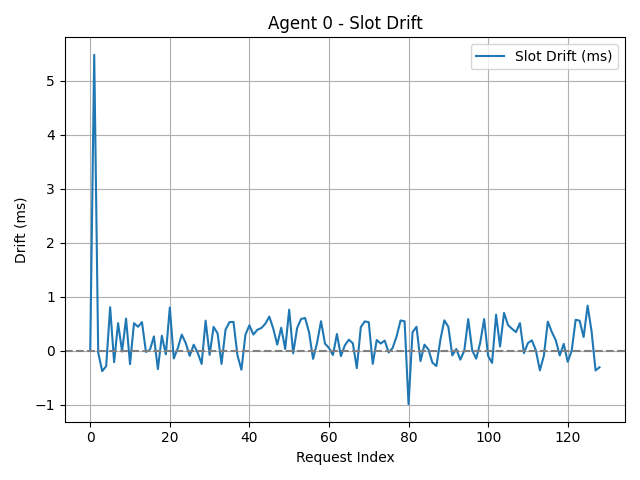 Agent 0 - Slot Drift
Slot Drift (ms)
Drift (ms)
5
4
3
2
1
0
−1
0 20 40 60 80 100 120
Request Index